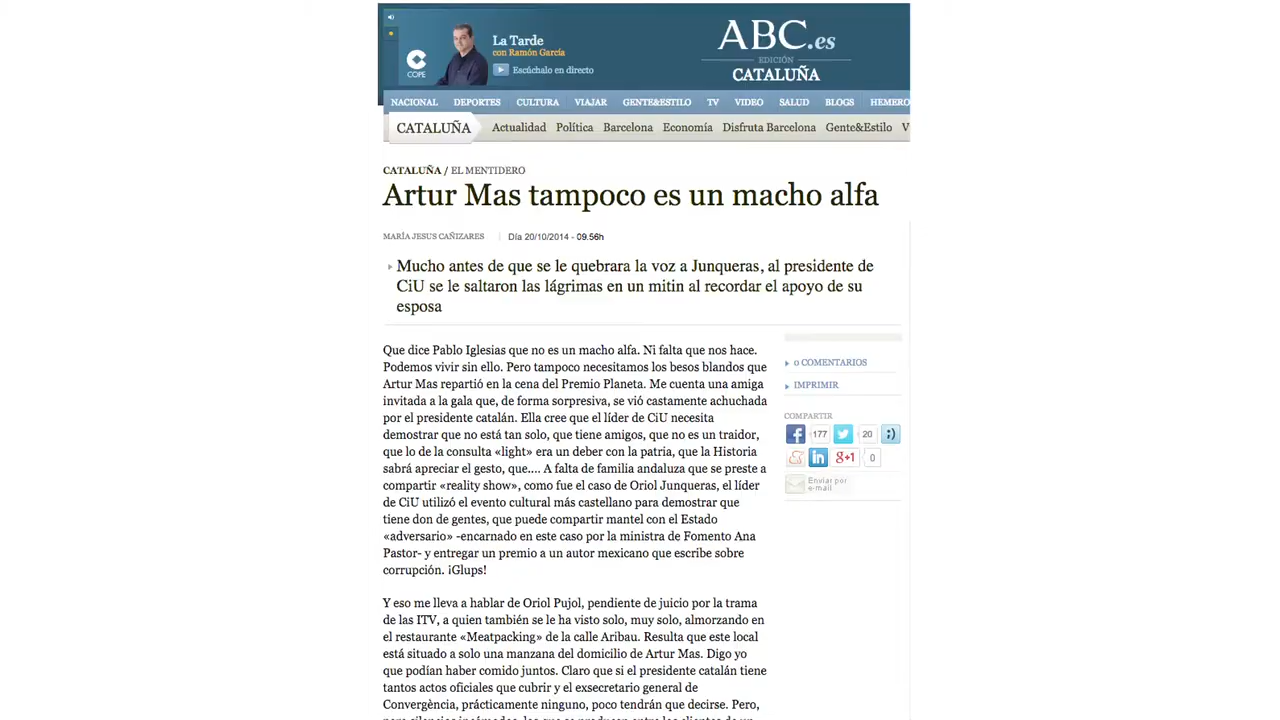 La Tarde
con Ramón García
COPE
Escúchalo en directo
ABC.es
EDICIÓN
CATALUÑA
NACIONAL DEPORTES CULTURA VIAJAR GENTE&ESTILO TV VIDEO SALUD BLOGS HEMERO
CATALUÑA Actualidad Política Barcelona Economía Disfruta Barcelona Gente&Estilo V
CATALUÑA / EL MENTIDERO
Artur Mas tampoco es un macho alfa
MARÍA JESUS CAÑIZARES Día 20/10/2014 - 09.56h
Mucho antes de que se le quebrara la voz a Junqueras, al presidente de
CiU se le saltaron las lágrimas en un mitin al recordar el apoyo de su
esposa
Que dice Pablo Iglesias que no es un macho alfa. Ni falta que nos hace.
Podemos vivir sin ello. Pero tampoco necesitamos los besos blandos que
Artur Mas repartió en la cena del Premio Planeta. Me cuenta una amiga
invitada a la gala que, de forma sorpresiva, se vió castamente achuchada
por el presidente catalán. Ella cree que el líder de CiU necesita
demostrar que no está tan solo, que tiene amigos, que no es un traidor,
que lo de la consulta «light» era un deber con la patria, que la Historia
sabrá apreciar el gesto, que.... A falta de familia andaluza que se preste a
compartir «reality show», como fue el caso de Oriol Junqueras, el líder
de CiU utilizó el evento cultural más castellano para demostrar que
tiene don de gentes, que puede compartir mantel con el Estado
«adversario» -encarnado en este caso por la ministra de Fomento Ana
Pastor- y entregar un premio a un autor mexicano que escribe sobre
corrupción. ¡Glups!
Y eso me lleva a hablar de Oriol Pujol, pendiente de juicio por la trama
de las ITV, a quien también se le ha visto solo, muy solo, almorzando en
el restaurante «Meatpacking» de la calle Aribau. Resulta que este local
está situado a solo una manzana del domicilio de Artur Mas. Digo yo
que podían haber comido juntos. Claro que si el presidente catalán tiene
tantos actos oficiales que cubrir y el exsecretario general de
Convergència, prácticamente ninguno, poco tendrán que decirse. Pero,
0 COMENTARIOS
IMPRIMIR
COMPARTIR
177 20 ;)
in g+1 0
Enviar por
e-mail